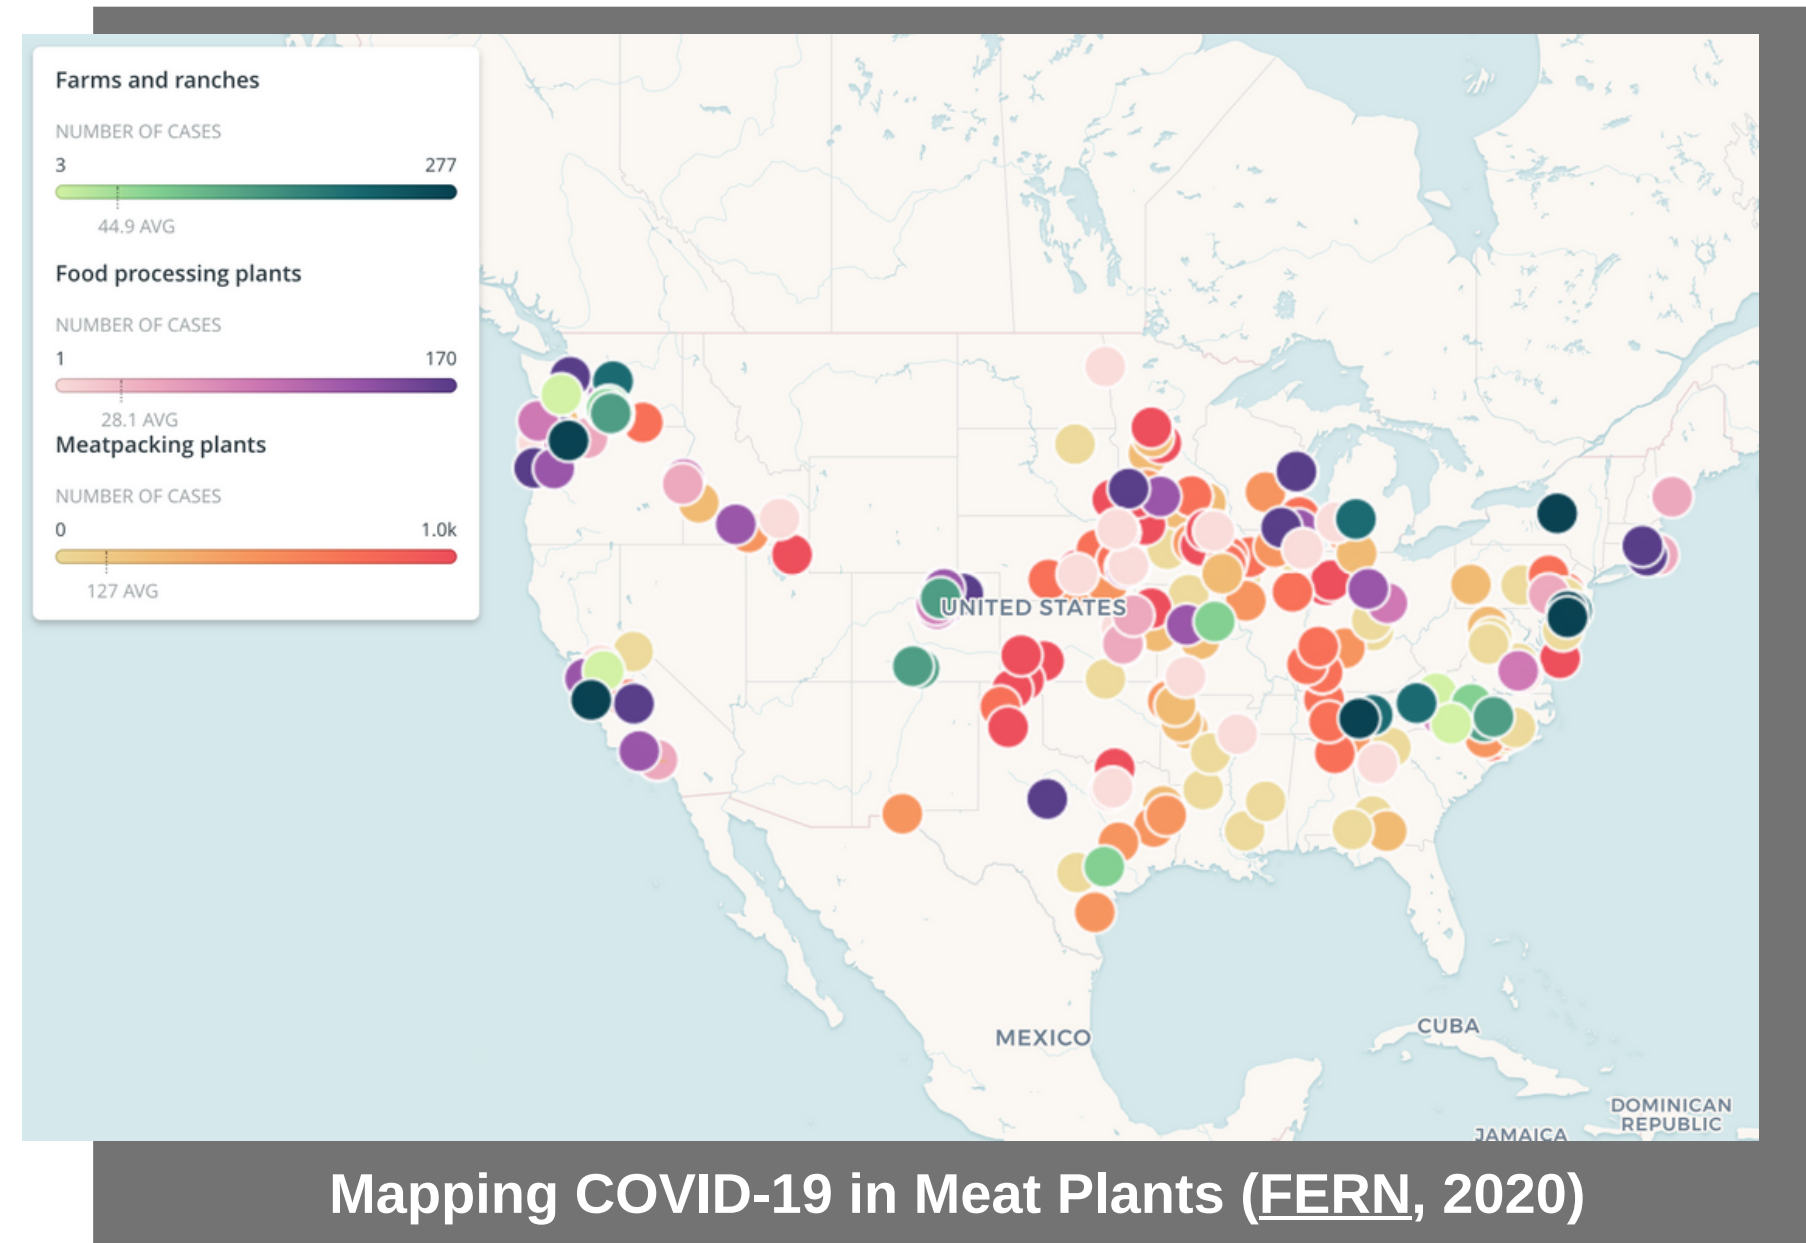 Farms and ranches
NUMBER OF CASES
3 277
44.9 AVG
Food processing plants
NUMBER OF CASES
1 170
28.1 AVG
Meatpacking plants
NUMBER OF CASES
0 1.0k
127 AVG
UNITED STATES
MEXICO
CUBA
DOMINICAN
REPUBLIC
JAMAICA
Mapping COVID-19 in Meat Plants (FERN, 2020)